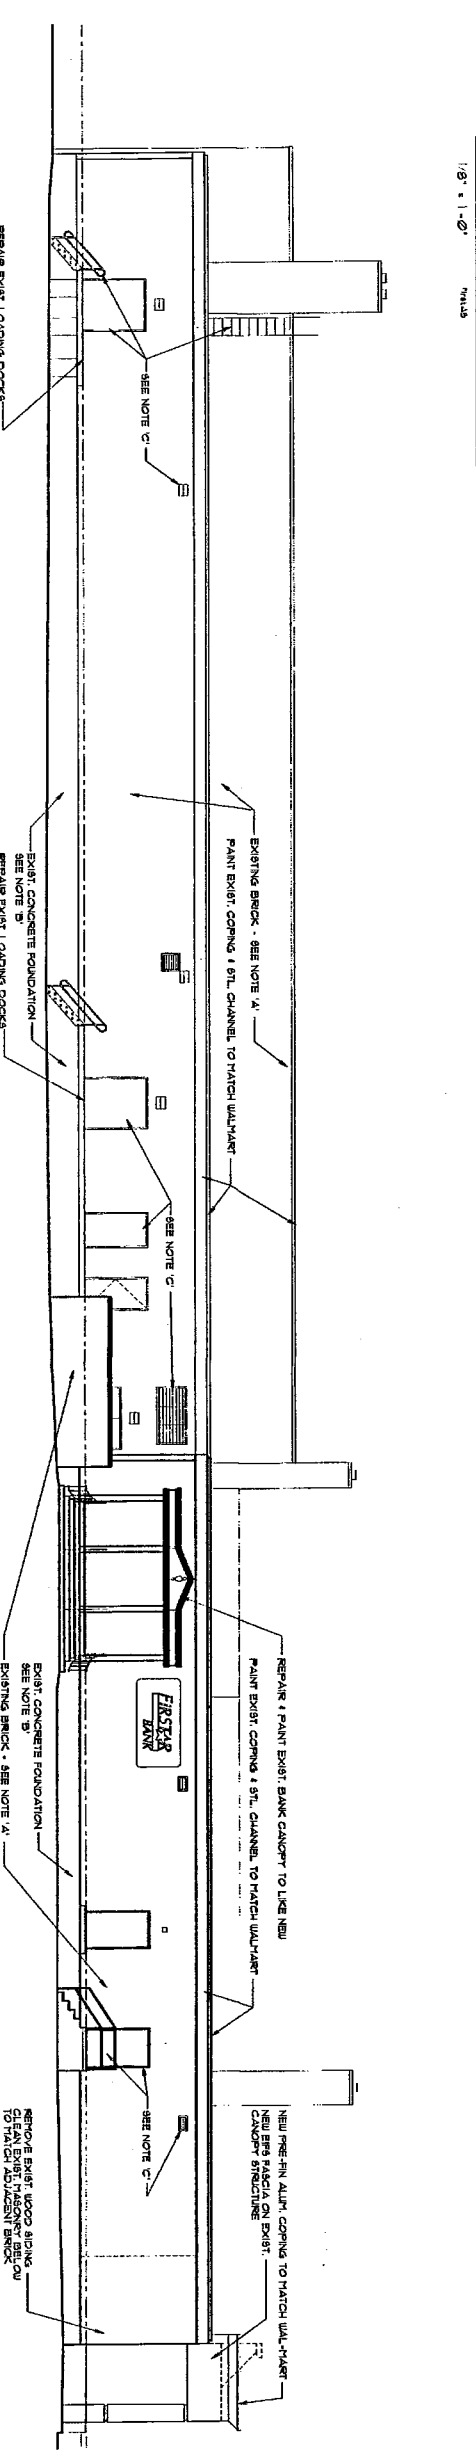 1/8" = 1'-0"
SEE NOTE 'C'
EXISTING BRICK - SEE NOTE 'A'
PAINT EXIST. COPING & STL. CHANNEL TO MATCH WALMART
EXIST. CONCRETE FOUNDATION
SEE NOTE 'B'
REPAIR EXIST. LOADING DOCKS
REPAIR EXIST. LOADING DOCKS
SEE NOTE 'C'
REPAIR & PAINT EXIST. BANK CANOPY TO LIKE NEW
PAINT EXIST. COPING & STL. CHANNEL TO MATCH WALMART
FIRSTAR
BANK
EXIST. CONCRETE FOUNDATION
SEE NOTE 'B'
EXISTING BRICK - SEE NOTE 'A'
SEE NOTE 'C'
NEW PRE-FIN ALUM. COPING TO MATCH WAL-MART
NEW EIFS FASCIA ON EXIST.
CANOPY STRUCTURE
REMOVE EXIST. WOOD SIDING
CLEAN EXIST. MASONRY BELOW
TO MATCH ADJACENT BRICK